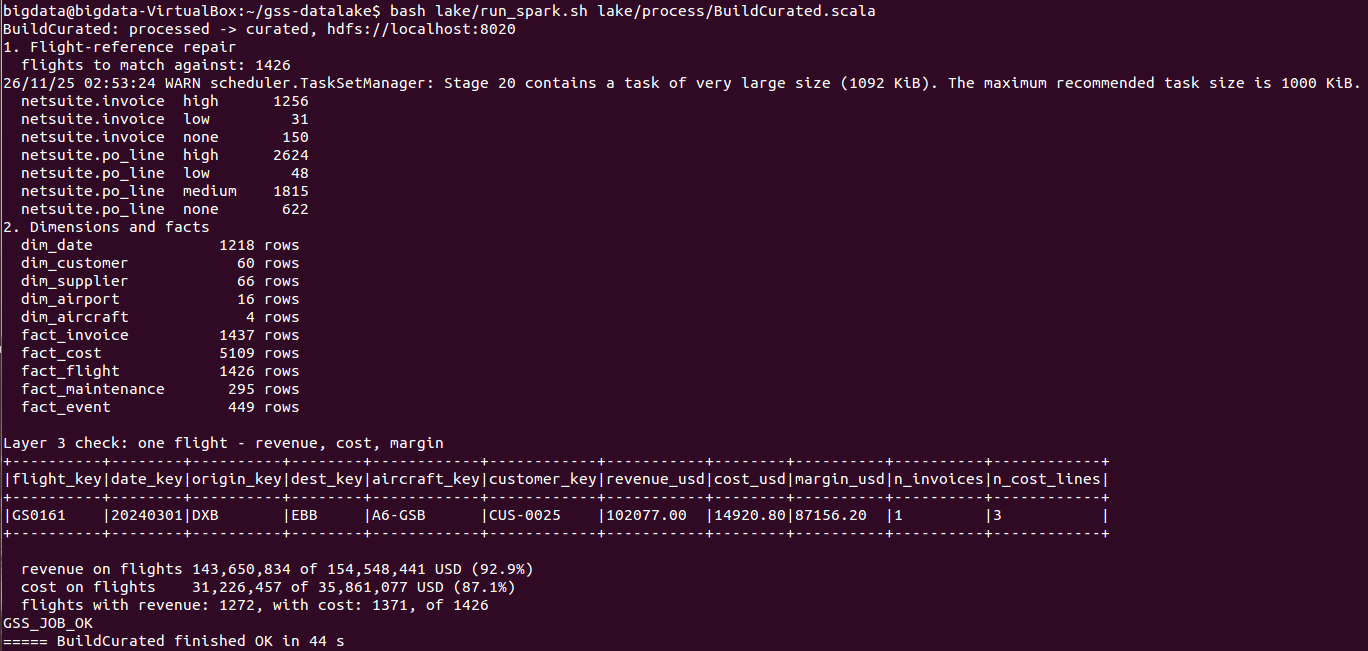 bigdata@bigdata-VirtualBox:~/gss-datalake$ bash lake/run_spark.sh lake/process/BuildCurated.scala
BuildCurated: processed -> curated, hdfs://localhost:8020
1. Flight-reference repair
  flights to match against: 1426
26/11/25 02:53:24 WARN scheduler.TaskSetManager: Stage 20 contains a task of very large size (1092 KiB). The maximum recommended task size is 1000 KiB.
  netsuite.invoice  high      1256
  netsuite.invoice  low         31
  netsuite.invoice  none       150
  netsuite.po_line  high      2624
  netsuite.po_line  low         48
  netsuite.po_line  medium    1815
  netsuite.po_line  none       622
2. Dimensions and facts
  dim_date              1218 rows
  dim_customer            60 rows
  dim_supplier            66 rows
  dim_airport             16 rows
  dim_aircraft             4 rows
  fact_invoice          1437 rows
  fact_cost             5109 rows
  fact_flight           1426 rows
  fact_maintenance       295 rows
  fact_event             449 rows

Layer 3 check: one flight - revenue, cost, margin
+----------+--------+----------+--------+------------+------------+-----------+--------+----------+----------+------------+
|flight_key|date_key|origin_key|dest_key|aircraft_key|customer_key|revenue_usd|cost_usd|margin_usd|n_invoices|n_cost_lines|
+----------+--------+----------+--------+------------+------------+-----------+--------+----------+----------+------------+
|GS0161    |20240301|DXB       |EBB     |A6-GSB      |CUS-0025    |102077.00  |14920.80|87156.20  |1         |3           |
+----------+--------+----------+--------+------------+------------+-----------+--------+----------+----------+------------+

  revenue on flights 143,650,834 of 154,548,441 USD (92.9%)
  cost on flights    31,226,457 of 35,861,077 USD (87.1%)
  flights with revenue: 1272, with cost: 1371, of 1426
GSS_JOB_OK
===== BuildCurated finished OK in 44 s